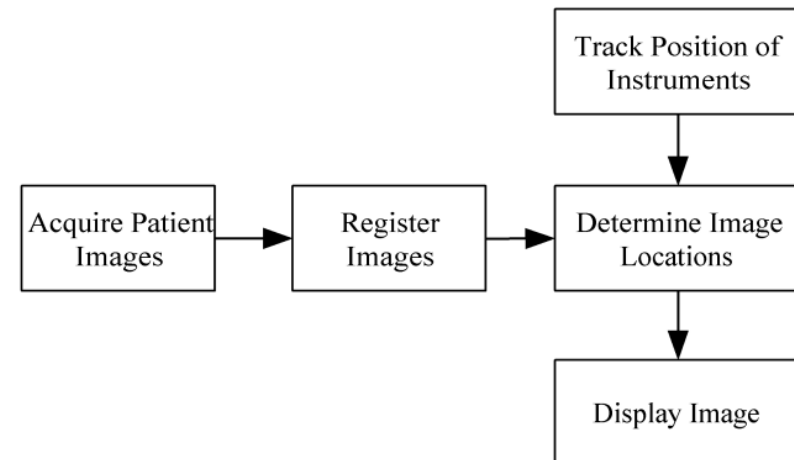 Track Position of
Instruments
Acquire Patient
Images
Register
Images
Determine Image
Locations
Display Image